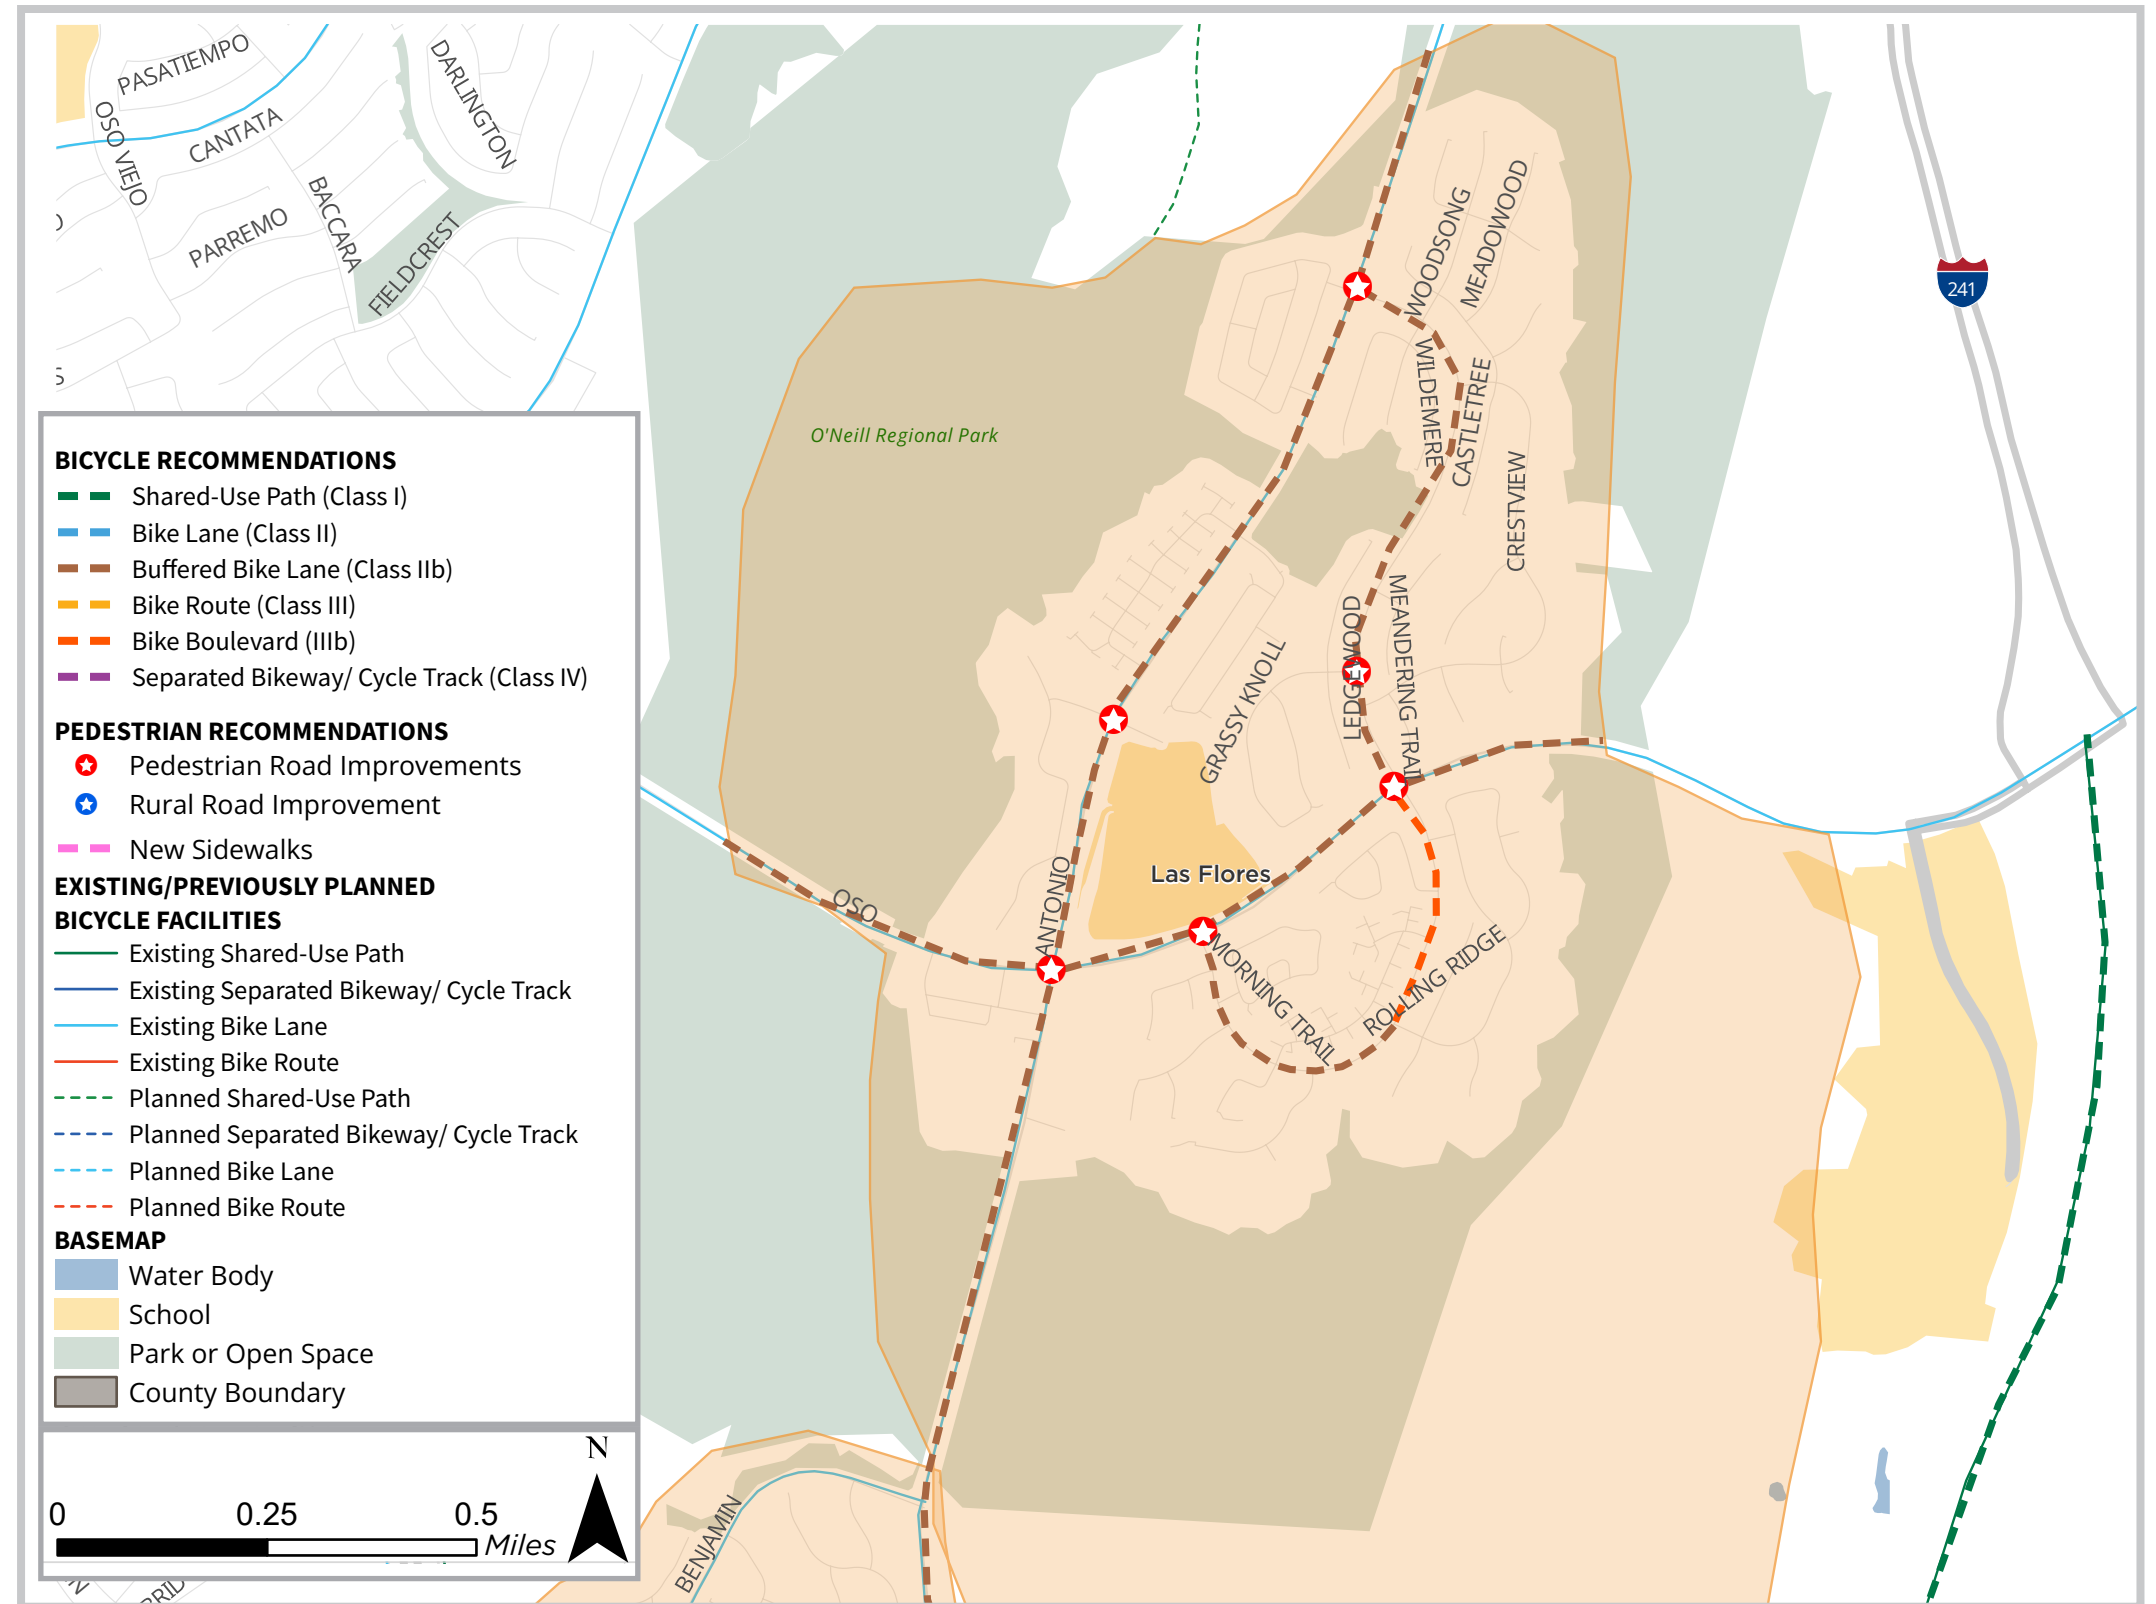 PASATIEMPO
DARLINGTON
OSO VIEJO
CANTATA
BACCARA
PARREMO
FIELDCREST
241
WOODSONG
MEADOWOOD
WILDEMERE
CASTLETREE
CRESTVIEW
O'Neill Regional Park
LEDGEWOOD
MEANDERING TRAIL
GRASSY KNOLL
Las Flores
ANTONIO
OSO
MORNING TRAIL
ROLLING RIDGE
BENJAMIN
BICYCLE RECOMMENDATIONS
Shared-Use Path (Class I)
Bike Lane (Class II)
Buffered Bike Lane (Class IIb)
Bike Route (Class III)
Bike Boulevard (IIIb)
Separated Bikeway/ Cycle Track (Class IV)
PEDESTRIAN RECOMMENDATIONS
Pedestrian Road Improvements
Rural Road Improvement
New Sidewalks
EXISTING/PREVIOUSLY PLANNED
BICYCLE FACILITIES
Existing Shared-Use Path
Existing Separated Bikeway/ Cycle Track
Existing Bike Lane
Existing Bike Route
Planned Shared-Use Path
Planned Separated Bikeway/ Cycle Track
Planned Bike Lane
Planned Bike Route
BASEMAP
Water Body
School
Park or Open Space
County Boundary
N
0 0.25 0.5
Miles